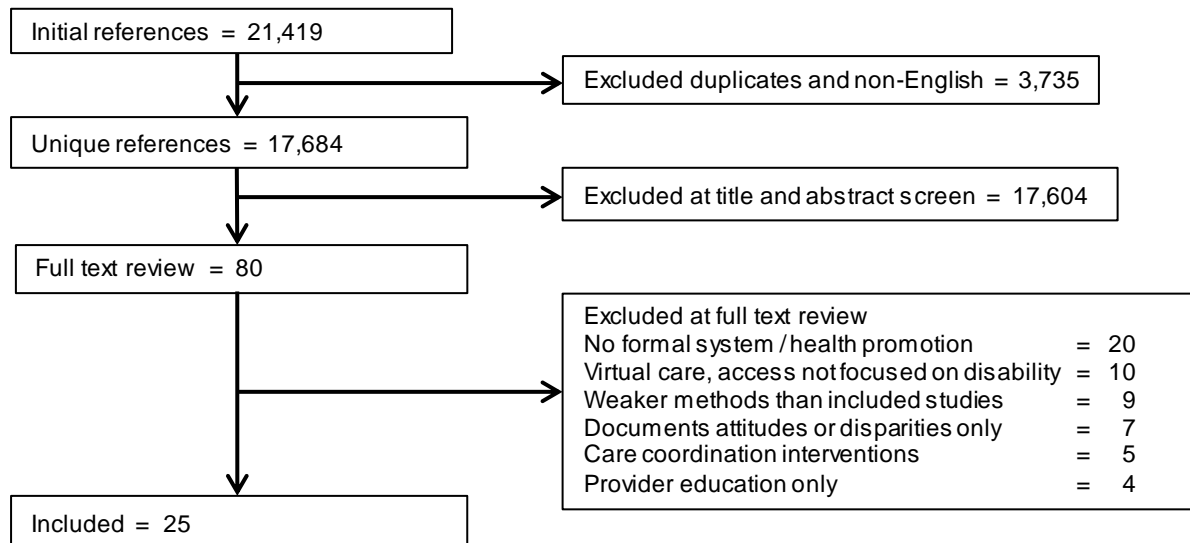 Initial references = 21,419
Excluded duplicates and non-English = 3,735
Unique references = 17,684
Excluded at title and abstract screen = 17,604
Full text review = 80
Excluded at full text review
No formal system / health promotion = 20
Virtual care, access not focused on disability = 10
Weaker methods than included studies = 9
Documents attitudes or disparities only = 7
Care coordination interventions = 5
Provider education only = 4
Included = 25